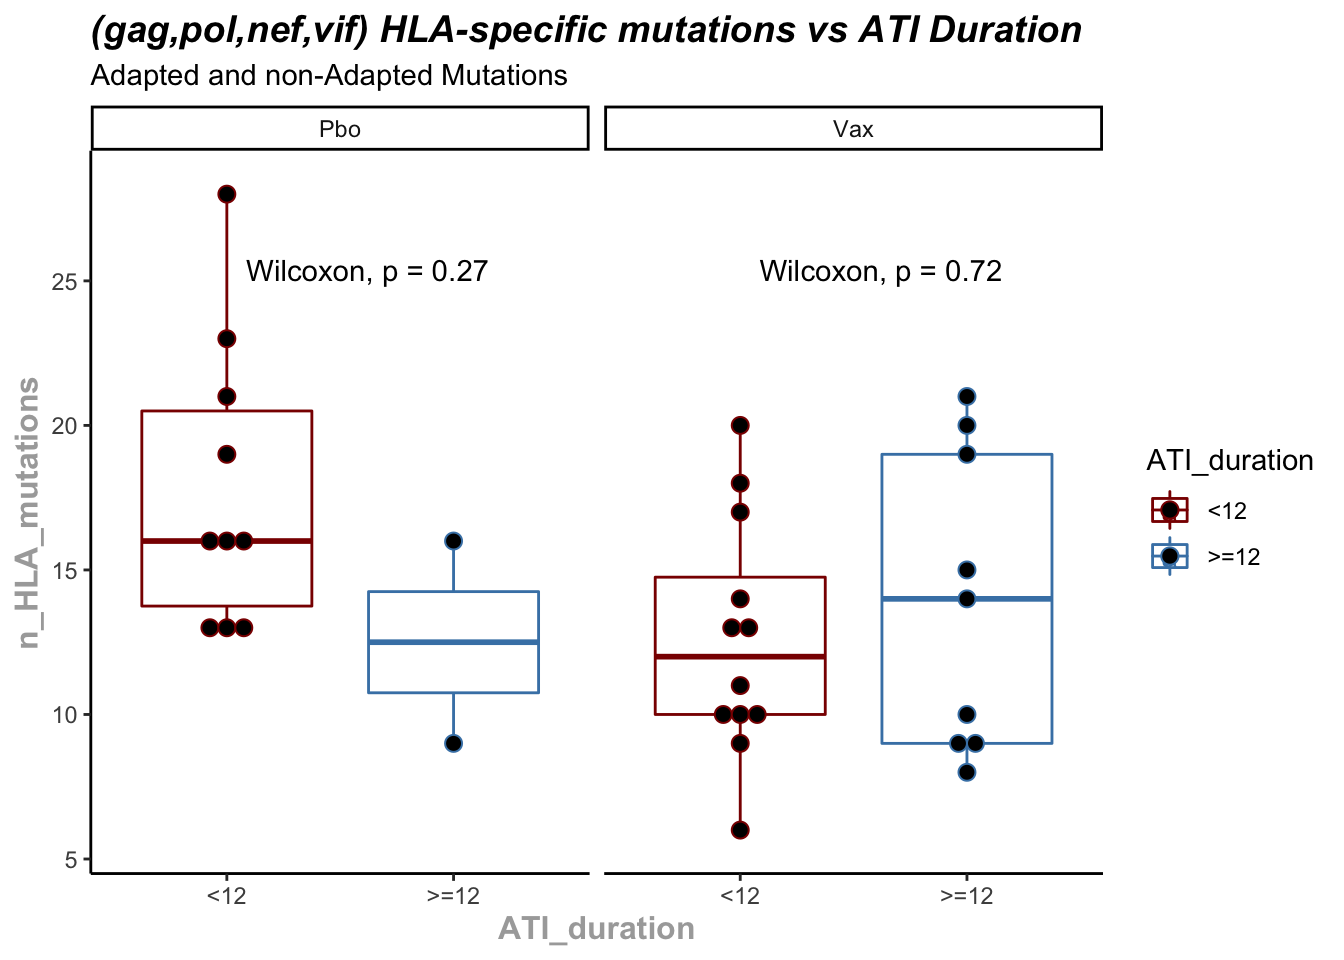 (gag,pol,nef,vif) HLA-specific mutations vs ATI Duration
Adapted and non-Adapted Mutations
Pbo
Vax
Wilcoxon, p = 0.27
Wilcoxon, p = 0.72
n_HLA_mutations
25
20
15
10
5
<12
>=12
<12
>=12
ATI_duration
ATI_duration
<12
>=12